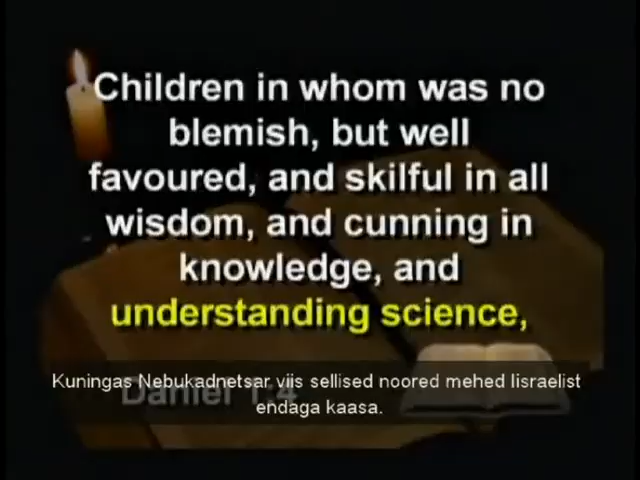 Children in whom was no
blemish, but well
favoured, and skilful in all
wisdom, and cunning in
knowledge, and
understanding science,
Daniel 1:4
Kuningas Nebukadnetsar viis sellised noored mehed Iisraelist
endaga kaasa.